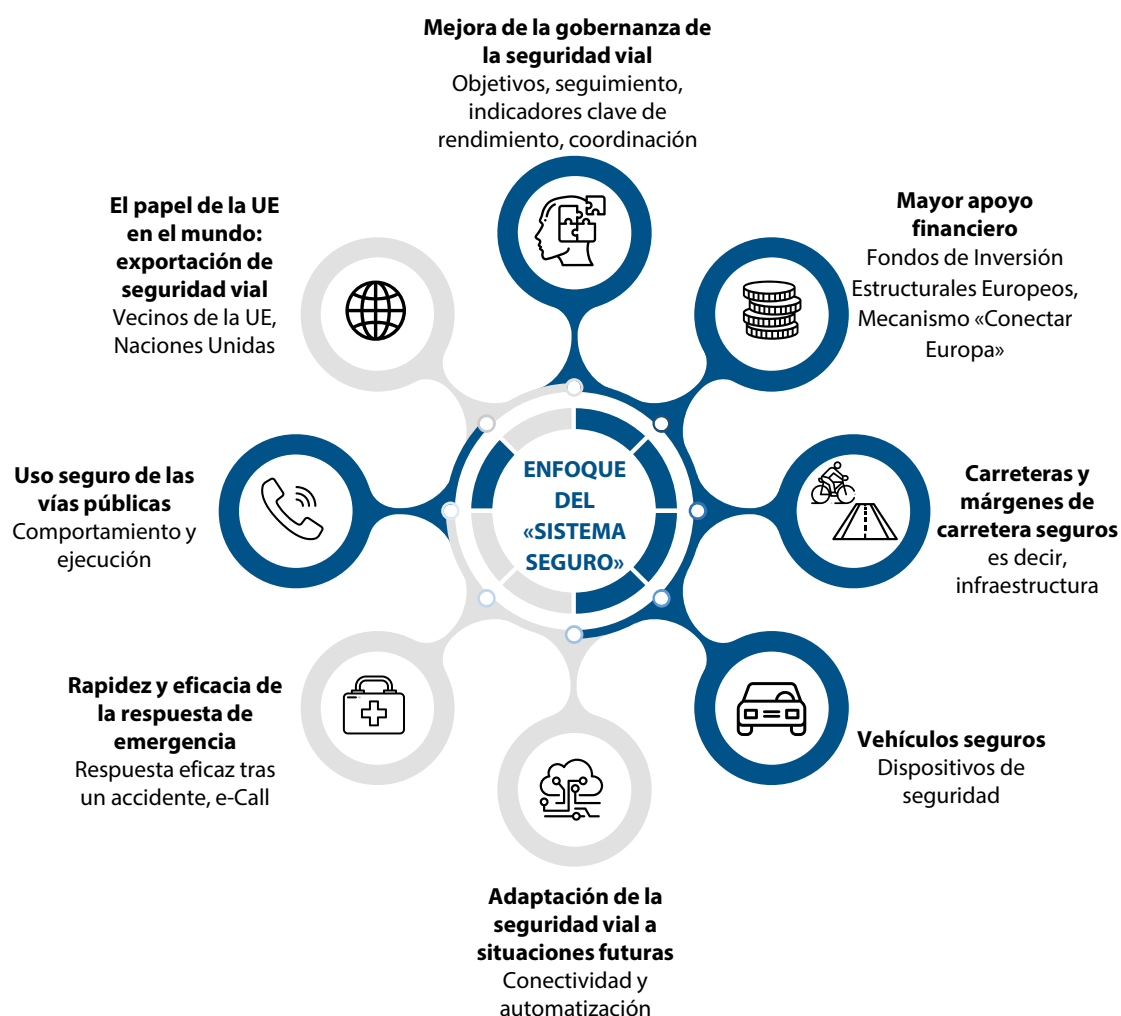 Mejora de la gobernanza de
la seguridad vial
Objetivos, seguimiento,
indicadores clave de
rendimiento, coordinación
Mayor apoyo
financiero
Fondos de Inversión
Estructurales Europeos,
Mecanismo «Conectar
Europa»
Carreteras y
márgenes de
carretera seguros
es decir,
infraestructura
Vehículos seguros
Dispositivos de
seguridad
Adaptación de la
seguridad vial a
situaciones futuras
Conectividad y
automatización
Rapidez y eficacia de
la respuesta de
emergencia
Respuesta eficaz tras
un accidente, e-Call
Uso seguro de las
vías públicas
Comportamiento y
ejecución
El papel de la UE
en el mundo:
exportación de
seguridad vial
Vecinos de la UE,
Naciones Unidas
ENFOQUE
DEL
«SISTEMA
SEGURO»